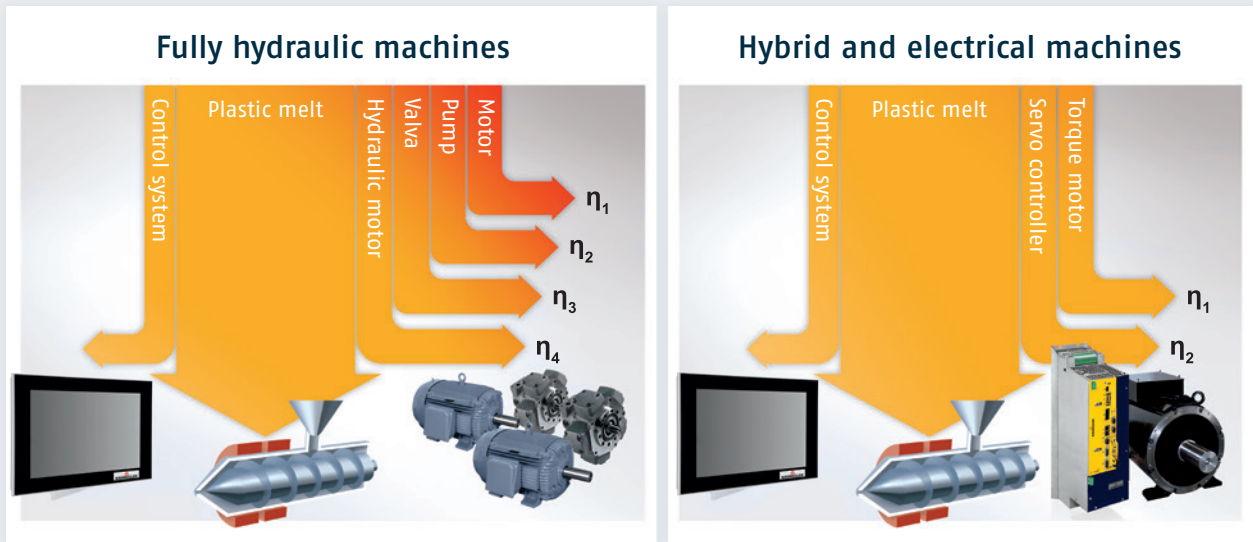 Fully hydraulic machines
Control system
Plastic melt
Hydraulic motor
Valva
Pump
Motor
η1
η2
η3
η4
Hybrid and electrical machines
Control system
Plastic melt
Servo controller
Torque motor
η1
η2